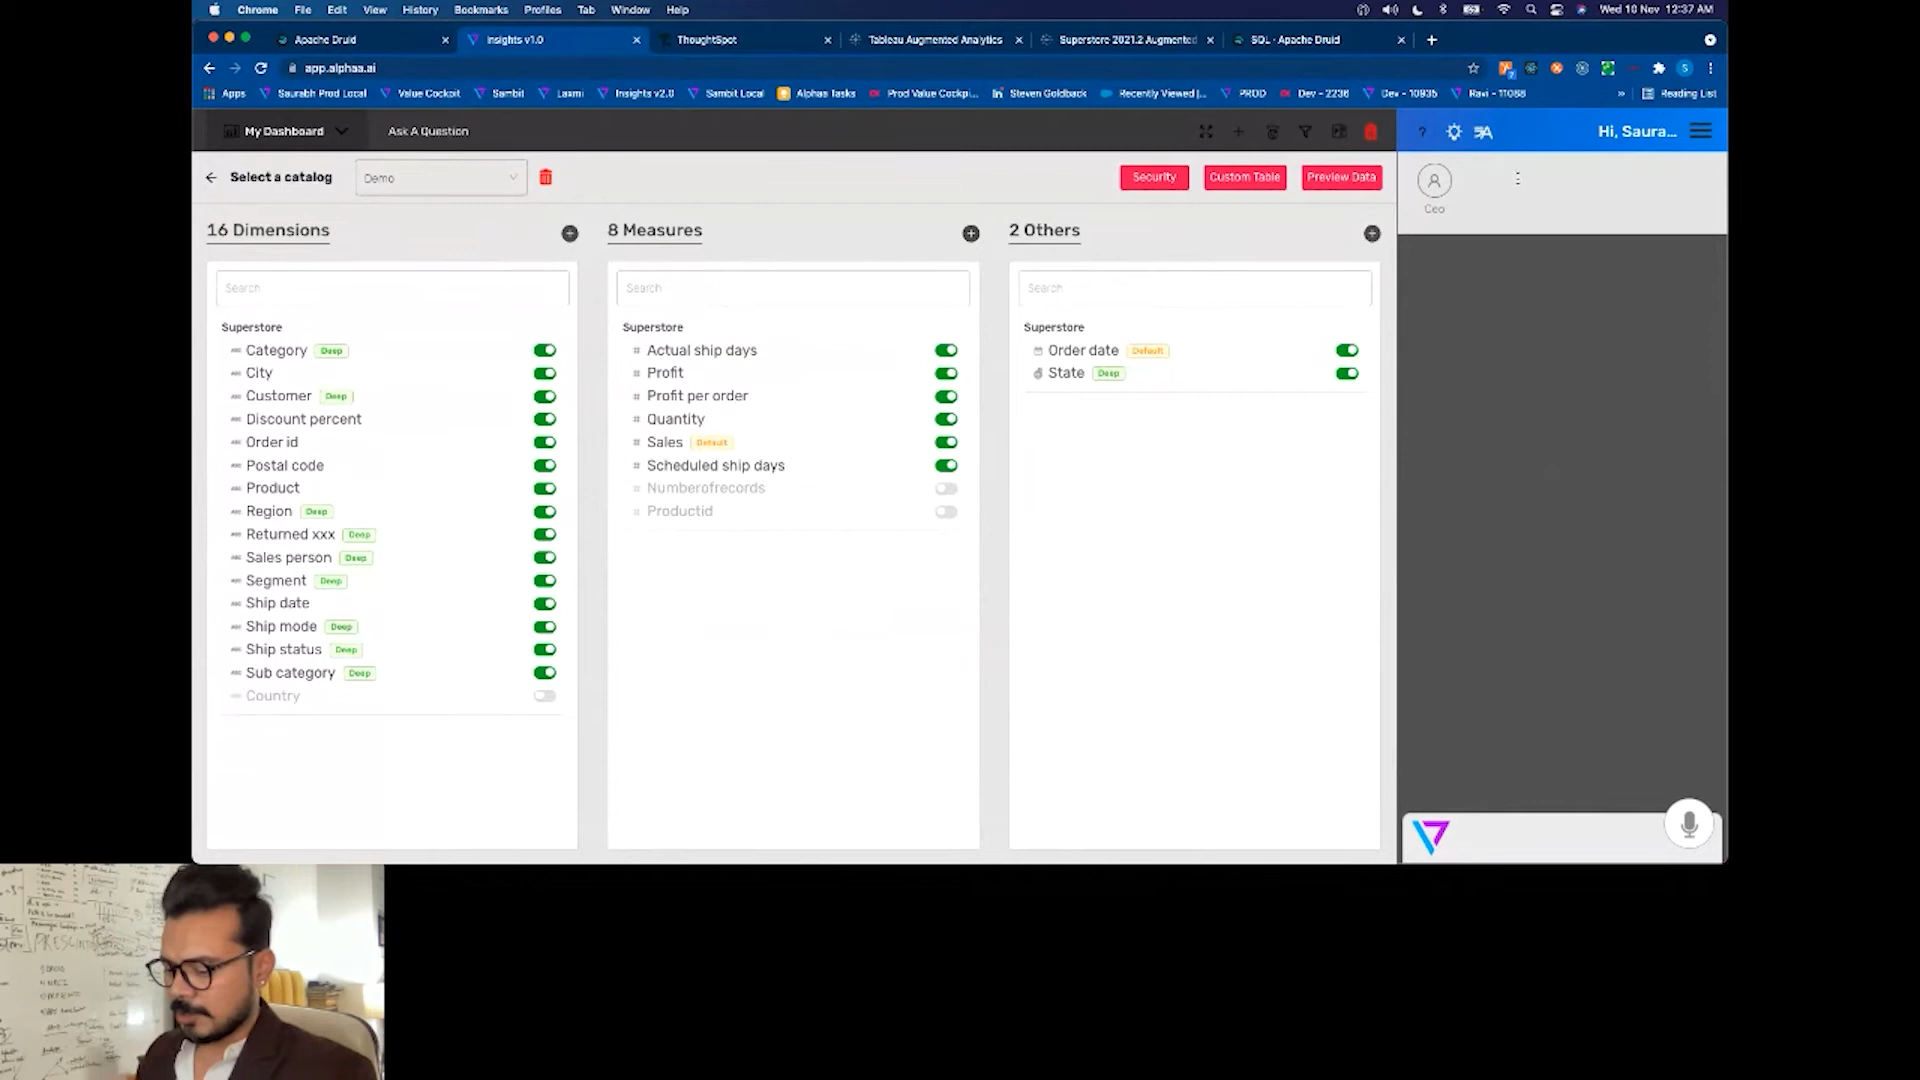 Chrome File Edit View History Bookmarks Profiles Tab Window Help
Wed 10 Nov 12:37 AM
Apache Druid
Insights v1.0
ThoughtSpot
Tableau Augmented Analytics
Superstore 2021.2 Augmented
SQL - Apache Druid
app.alphaa.ai
S
Apps Saurabh Prod Local Value Cockpit Sambit Laxmi Insights v2.0 Sambit Local Alphaa Tasks Prod Value Cockpi... Steven Goldback Recently Viewed |... PROD Dev - 2236 Dev - 10935 Ravi - 11088 » Reading List
My Dashboard Ask A Question
? Hi, Saura...
Select a catalog Demo
Security Custom Table Preview Data
Ceo
16 Dimensions
Search
Superstore
Category Deep
City
Customer Deep
Discount percent
Order id
Postal code
Product
Region Deep
Returned xxx Deep
Sales person Deep
Segment Deep
Ship date
Ship mode Deep
Ship status Deep
Sub category Deep
Country
8 Measures
Search
Superstore
# Actual ship days
# Profit
# Profit per order
# Quantity
# Sales Default
# Scheduled ship days
# Numberofrecords
# Productid
2 Others
Search
Superstore
Order date Default
State Deep